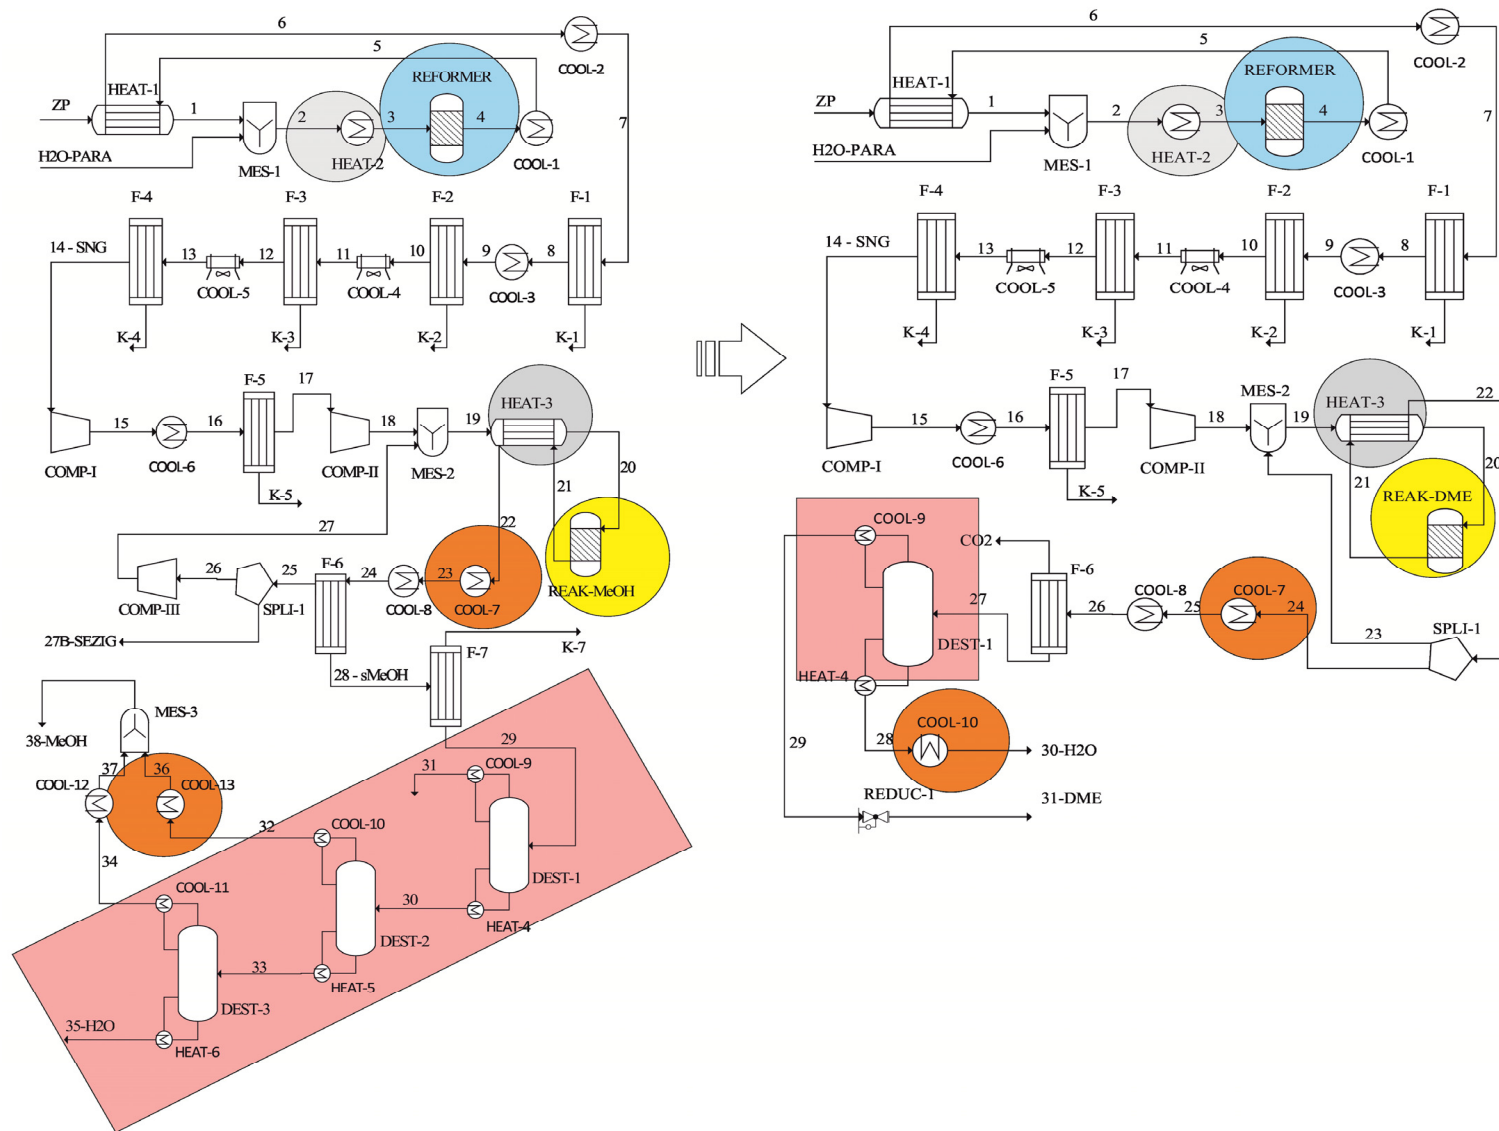 6
COOL-2
5
HEAT-1
REFORMER
ZP
1
2
3
4
7
H2O-PARA
MES-1
HEAT-2
COOL-1
F-4
F-3
F-2
F-1
14 - SNG
13
12
11
10
9
8
COOL-5
COOL-4
COOL-3
K-4
K-3
K-2
K-1
F-5
17
HEAT-3
15
16
18
19
COMP-I
COOL-6
COMP-II
MES-2
20
K-5
21
27
22
F-6
26
25
24
23
COMP-III
SPLI-1
COOL-8
COOL-7
REAK-MeOH
27B-SEZIG
F-7
K-7
28 - sMeOH
MES-3
38-MeOH
29
37
36
31
COOL-9
COOL-12
COOL-13
32
COOL-10
34
DEST-1
COOL-11
30
HEAT-4
DEST-2
33
HEAT-5
DEST-3
35-H2O
HEAT-6
6
COOL-2
5
HEAT-1
REFORMER
ZP
1
2
3
4
7
H2O-PARA
MES-1
HEAT-2
COOL-1
F-4
F-3
F-2
F-1
14 - SNG
13
12
11
10
9
8
COOL-5
COOL-4
COOL-3
K-4
K-3
K-2
K-1
F-5
17
MES-2
HEAT-3
22
15
16
18
19
COMP-I
COOL-6
COMP-II
20
K-5
21
REAK-DME
COOL-9
CO2
F-6
27
26
COOL-8
25
COOL-7
24
23
SPLI-1
DEST-1
HEAT-4
29
28
COOL-10
30-H2O
REDUC-1
31-DME